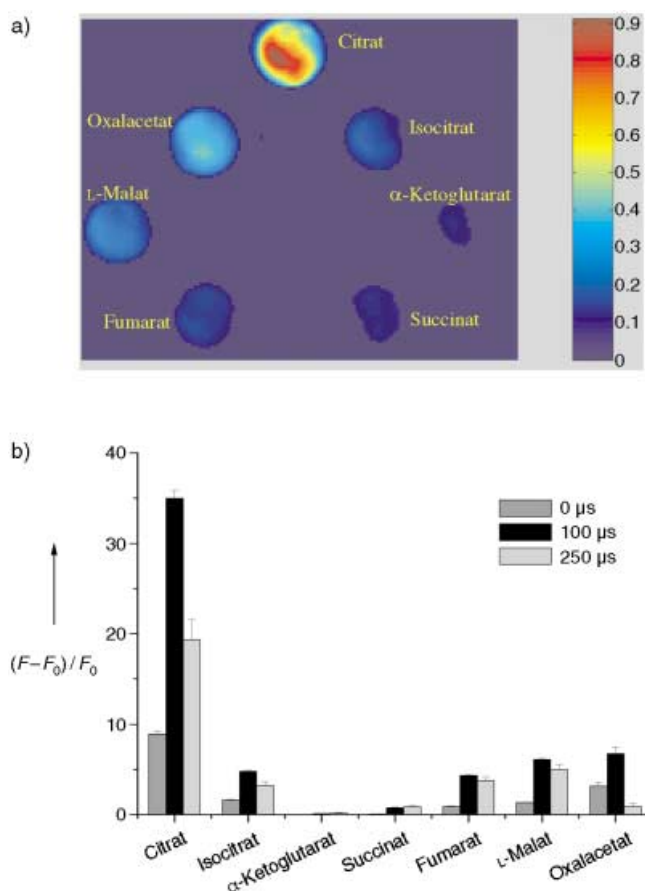 a)
Citrat
Oxalacetat
Isocitrat
L-Malat
α-Ketoglutarat
Fumarat
Succinat
0.9
0.8
0.7
0.6
0.5
0.4
0.3
0.2
0.1
0
b)
40
30
20
10
0
(F−F0)/F0
0 µs
100 µs
250 µs
Citrat
Isocitrat
α-Ketoglutarat
Succinat
Fumarat
L-Malat
Oxalacetat